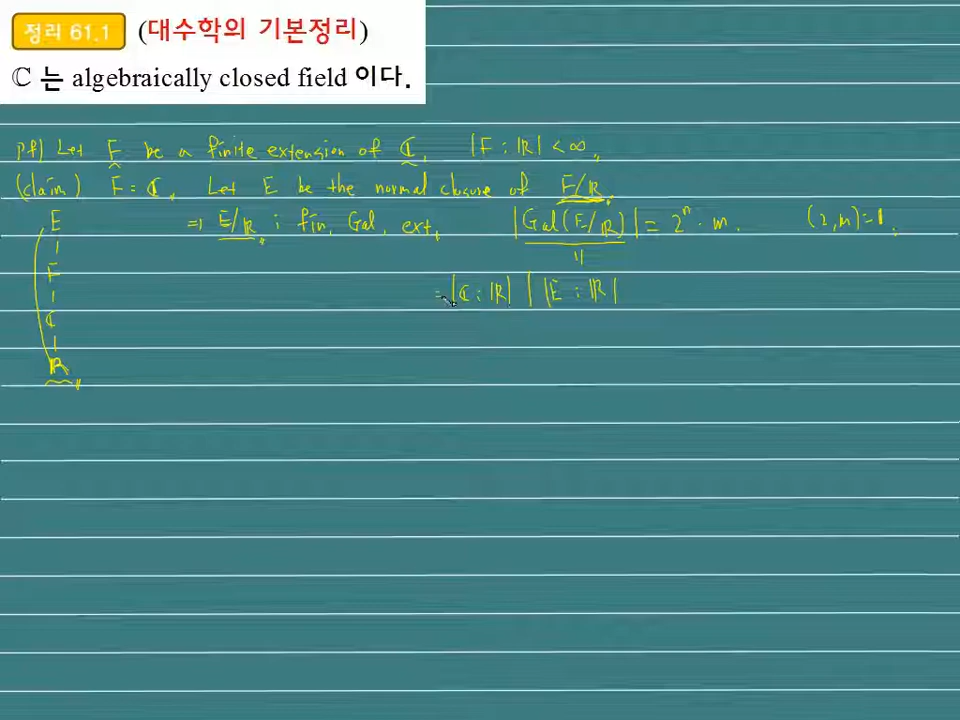 정리 61.1 (대수학의 기본정리)
ℂ 는 algebraically closed field 이다.
pf) Let F be a finite extension of ℂ. |F : ℝ| < ∞.
(claim) F = ℂ. Let E be the normal closure of F/ℝ.
⇒ E/ℝ ; fin. Gal. ext. |Gal(E/ℝ)| = 2ⁿ · m. (2, m) = 1.
E
F
ℂ
ℝ
= |ℂ : ℝ| | |E : ℝ|